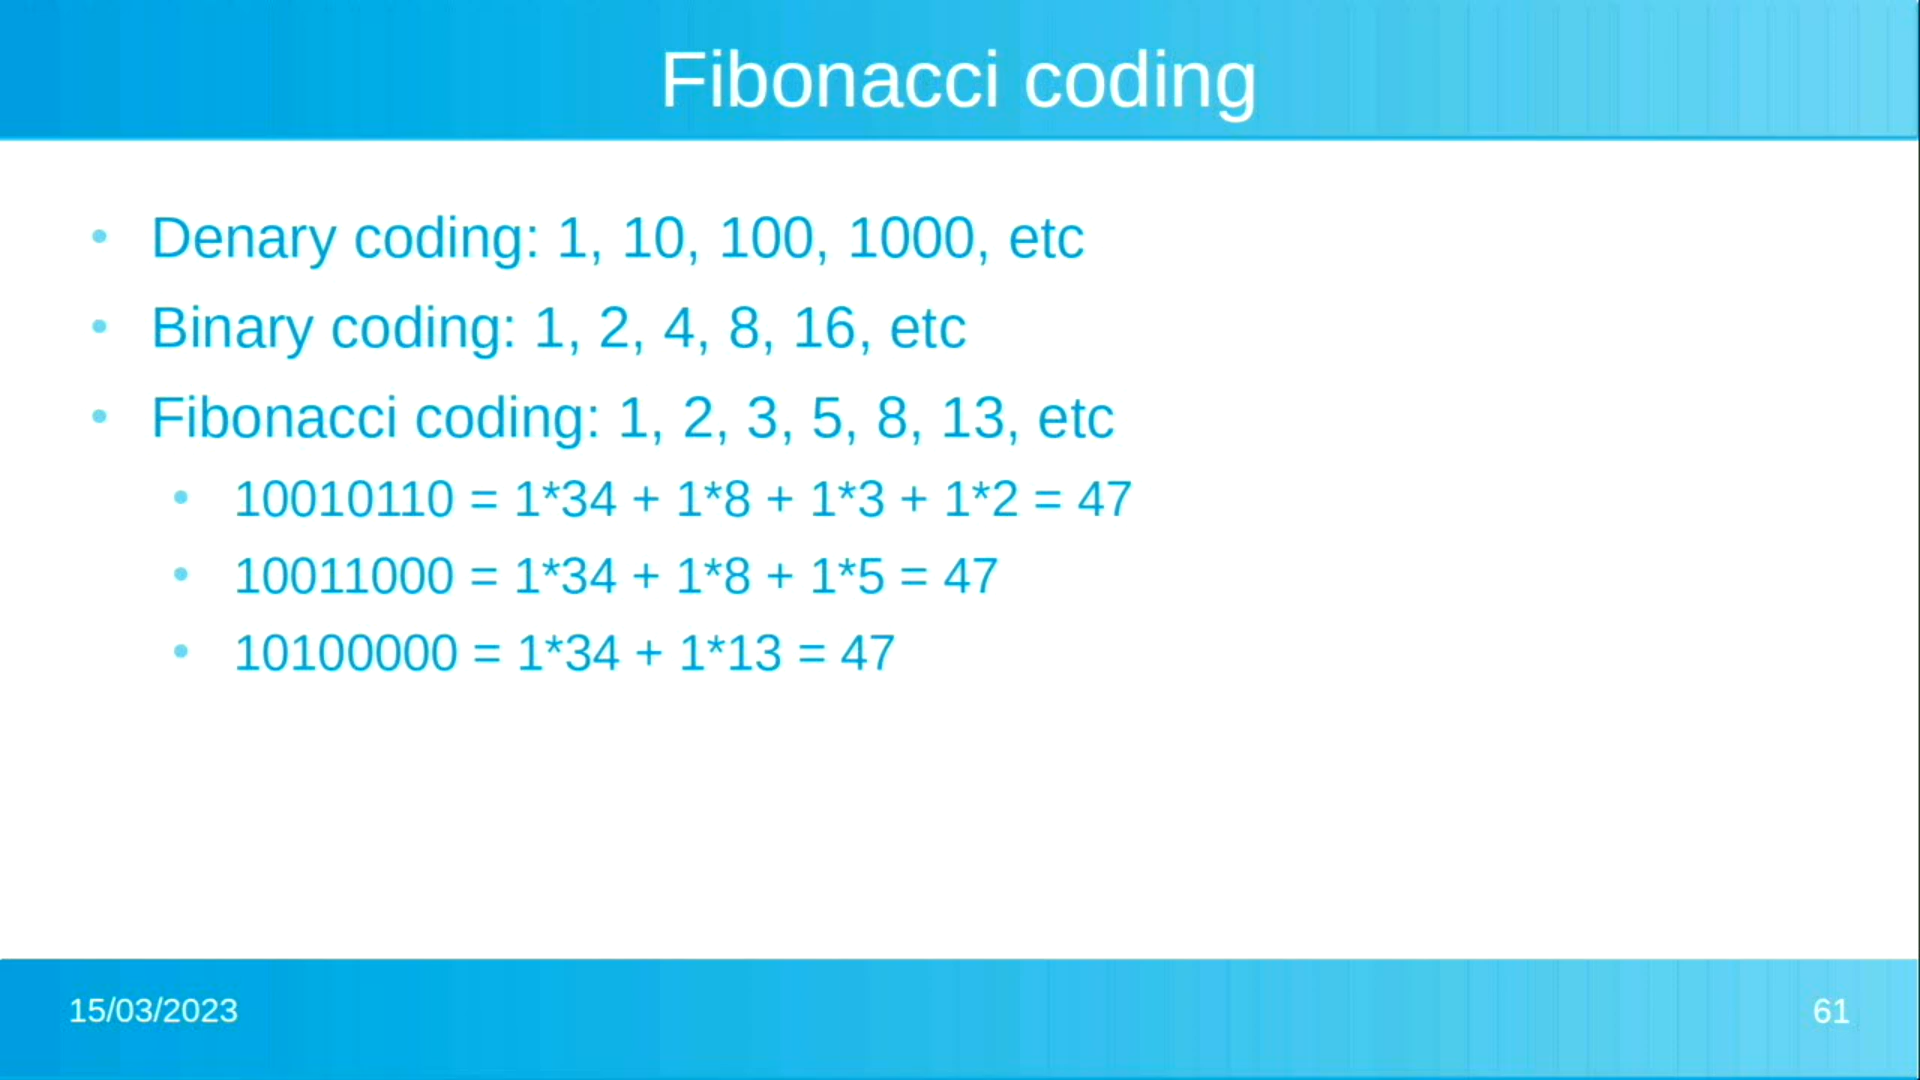 Fibonacci coding
• Denary coding: 1, 10, 100, 1000, etc
• Binary coding: 1, 2, 4, 8, 16, etc
• Fibonacci coding: 1, 2, 3, 5, 8, 13, etc
• 10010110 = 1*34 + 1*8 + 1*3 + 1*2 = 47
• 10011000 = 1*34 + 1*8 + 1*5 = 47
• 10100000 = 1*34 + 1*13 = 47
15/03/2023
61